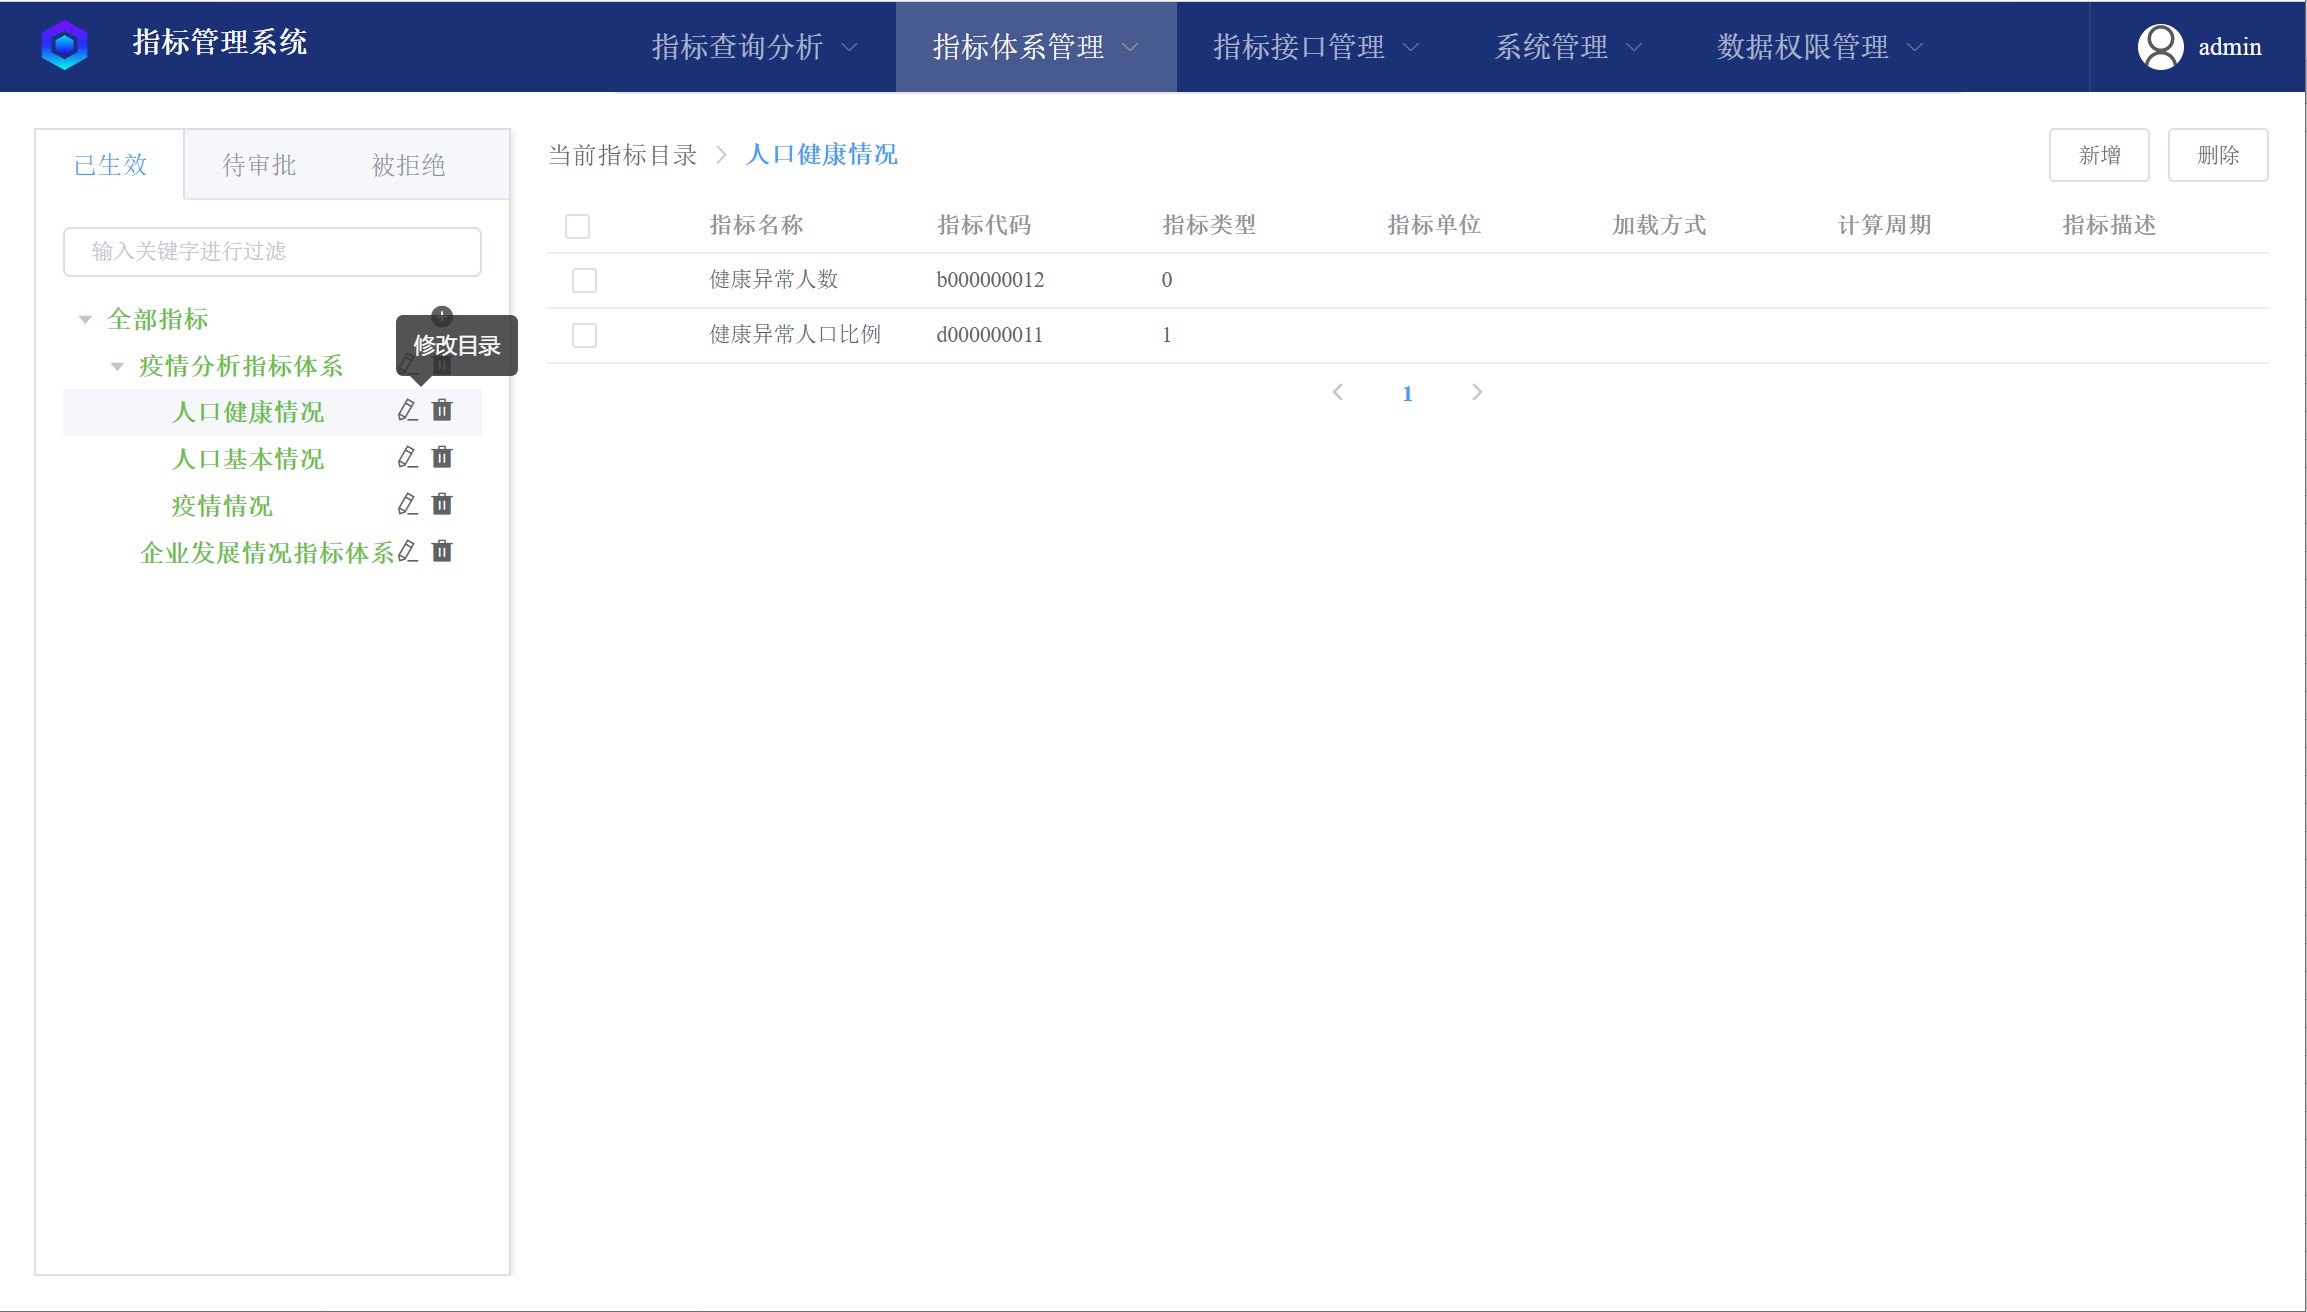 指标管理系统
指标查询分析
指标体系管理
指标接口管理
系统管理
数据权限管理
admin
已生效
待审批
被拒绝
输入关键字进行过滤
全部指标
修改目录
疫情分析指标体系
人口健康情况
人口基本情况
疫情情况
企业发展情况指标体系
当前指标目录 人口健康情况
新增
删除
指标名称 指标代码 指标类型 指标单位 加载方式 计算周期 指标描述
健康异常人数 b000000012 0
健康异常人口比例 d000000011 1
1